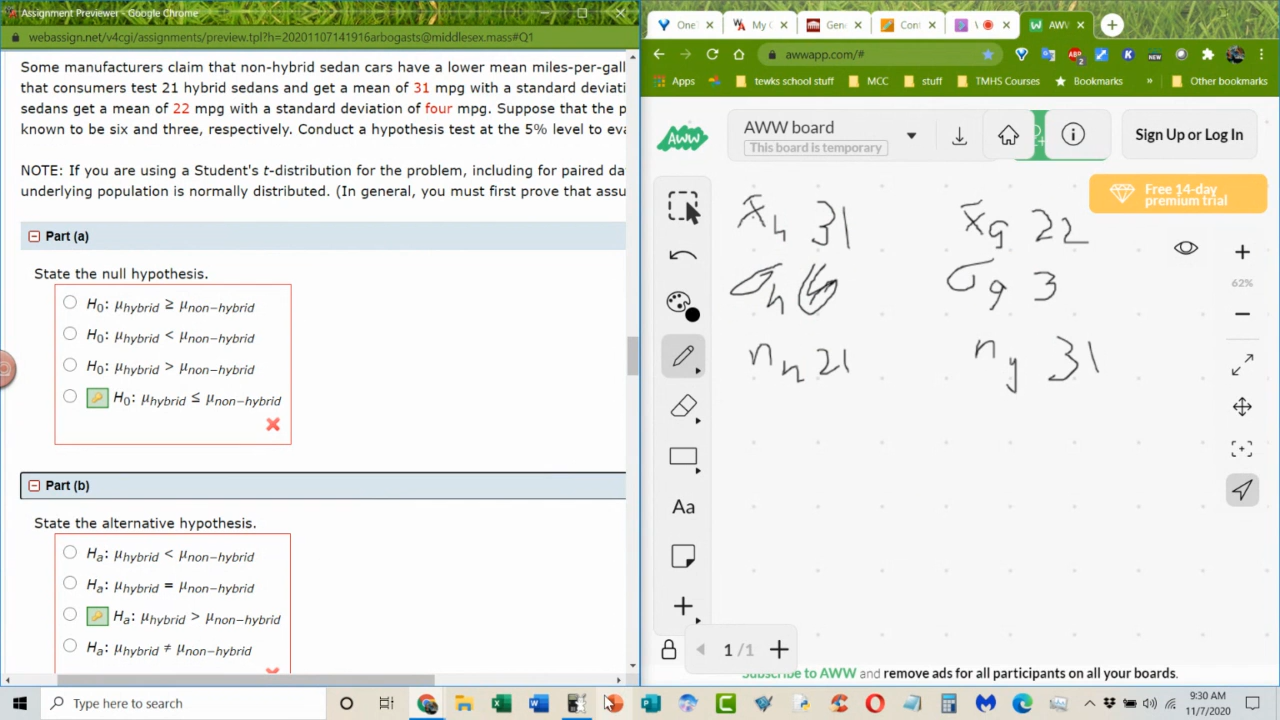 Assignment Previewer - Google Chrome
webassign.net/v4cgi/assignments/preview.tpl?h=20201107141916arbogasts@middlesex.mass#Q1
Some manufacturers claim that non-hybrid sedan cars have a lower mean miles-per-gall
that consumers test 21 hybrid sedans and get a mean of 31 mpg with a standard deviati
sedans get a mean of 22 mpg with a standard deviation of four mpg. Suppose that the p
known to be six and three, respectively. Conduct a hypothesis test at the 5% level to eva
NOTE: If you are using a Student's t-distribution for the problem, including for paired da
underlying population is normally distributed. (In general, you must first prove that assu
Part (a)
State the null hypothesis.
H0: μhybrid ≥ μnon−hybrid
H0: μhybrid < μnon−hybrid
H0: μhybrid > μnon−hybrid
H0: μhybrid ≤ μnon−hybrid
Part (b)
State the alternative hypothesis.
Ha: μhybrid < μnon−hybrid
Ha: μhybrid = μnon−hybrid
Ha: μhybrid > μnon−hybrid
Ha: μhybrid ≠ μnon−hybrid
One
My C
Gene
Cont
AWW
awwapp.com/#
Apps
tewks school stuff
MCC
stuff
TMHS Courses
Bookmarks
»
Other bookmarks
AWW
AWW board
This board is temporary
Sign Up or Log In
Free 14-day
premium trial
x̄h 31
x̄g 22
σh 6
σg 3
nh 21
ng 31
62%
Aa
1 / 1
Subscribe to AWW and remove ads for all participants on all your boards.
Type here to search
9:30 AM
11/7/2020